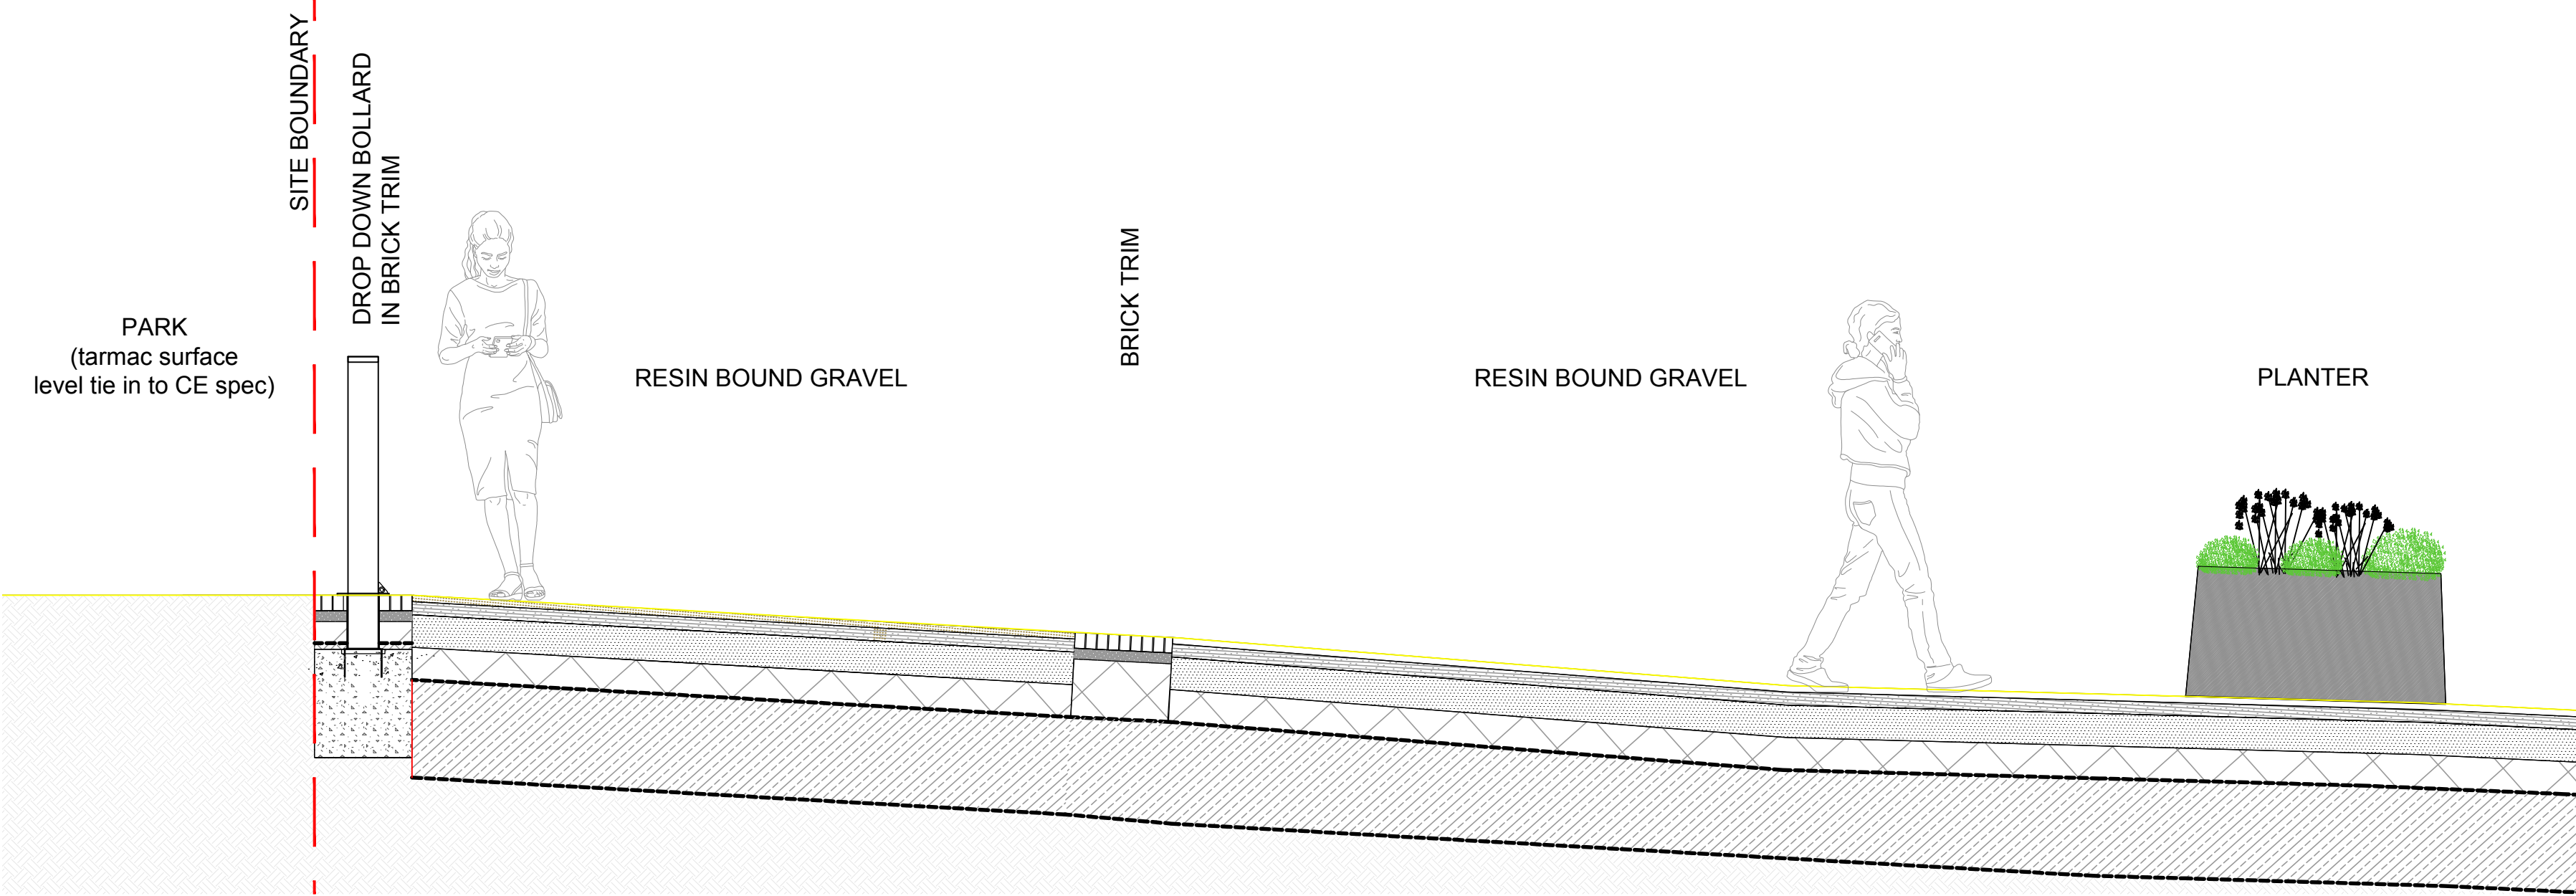 SITE BOUNDARY
DROP DOWN BOLLARD
IN BRICK TRIM
PARK
(tarmac surface
level tie in to CE spec)
RESIN BOUND GRAVEL
BRICK TRIM
RESIN BOUND GRAVEL
PLANTER